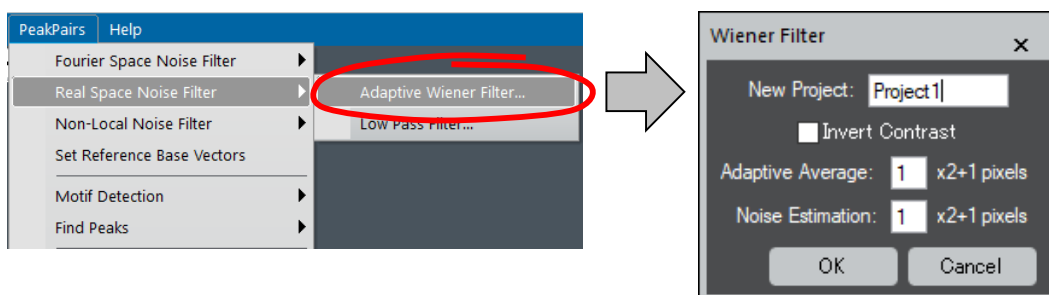 PeakPairs Help
Fourier Space Noise Filter
Real Space Noise Filter
Adaptive Wiener Filter...
Non-Local Noise Filter
Low Pass Filter...
Set Reference Base Vectors
Motif Detection
Find Peaks
Wiener Filter
New Project: Project1
Invert Contrast
Adaptive Average: 1 x2+1 pixels
Noise Estimation: 1 x2+1 pixels
OK Cancel